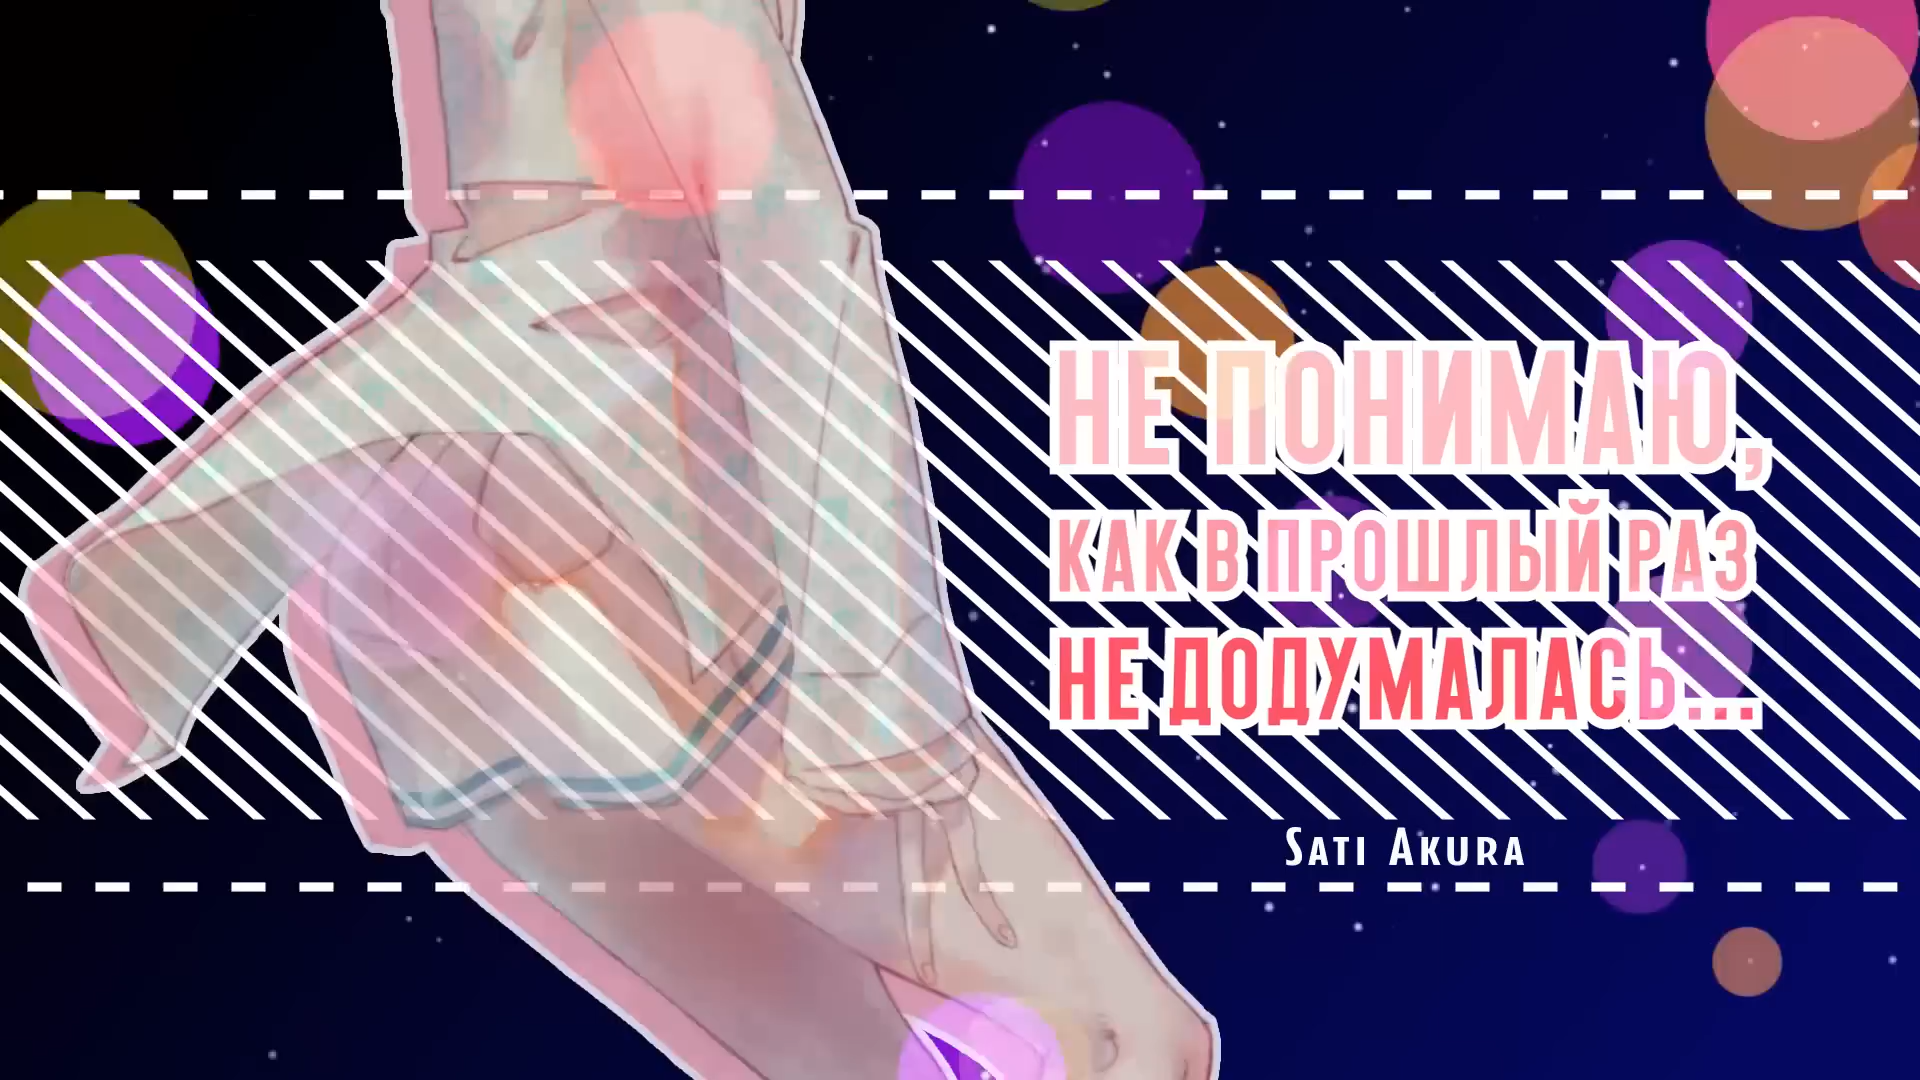 НЕ ПОНИМАЮ,
КАК В ПРОШЛЫЙ РАЗ
НЕ ДОДУМАЛАСЬ...
Sati Akura